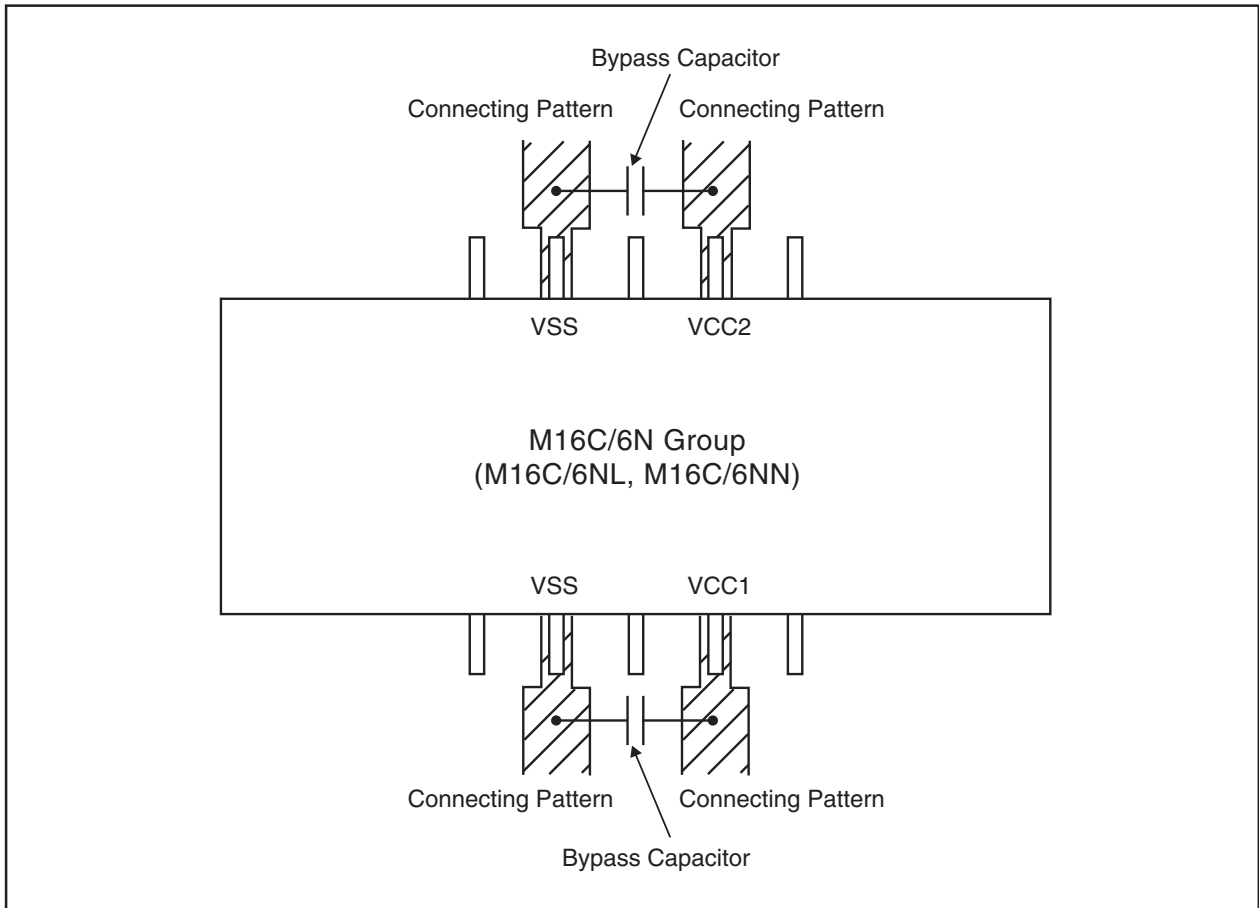 Bypass Capacitor
Connecting Pattern
Connecting Pattern
VSS
VCC2
M16C/6N Group
(M16C/6NL, M16C/6NN)
VSS
VCC1
Connecting Pattern
Connecting Pattern
Bypass Capacitor